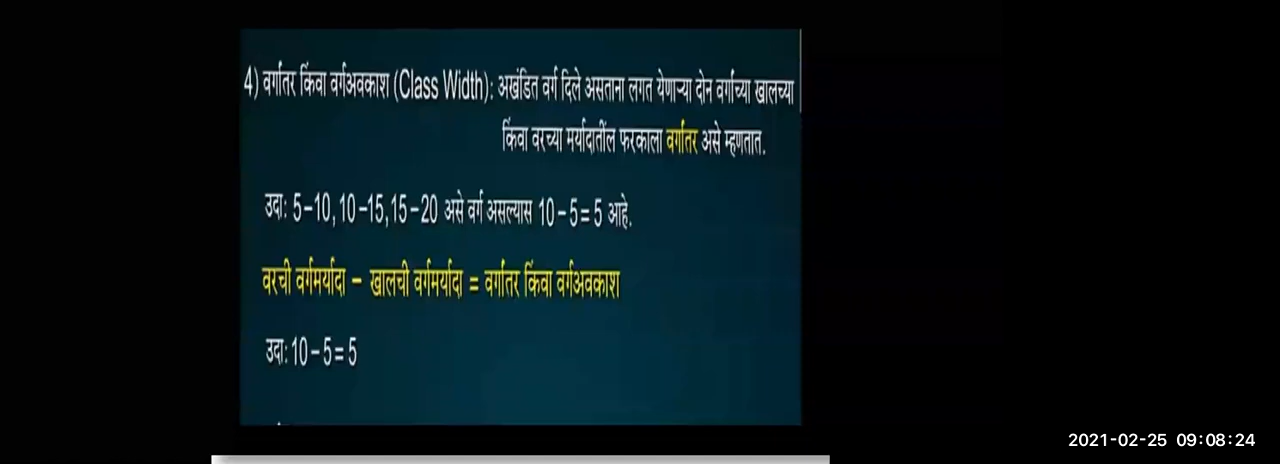 4) वर्गांतर किंवा वर्गअवकाश (Class Width): अखंडित वर्ग दिले असताना लगत येणाऱ्या दोन वर्गांच्या खालच्या
किंवा वरच्या मर्यादातील फरकाला वर्गांतर असे म्हणतात.
उदा: 5-10, 10-15, 15-20 असे वर्ग असल्यास 10-5=5 आहे.
वरची वर्गमर्यादा - खालची वर्गमर्यादा = वर्गांतर किंवा वर्गअवकाश
उदा: 10-5=5
2021-02-25 09:08:24